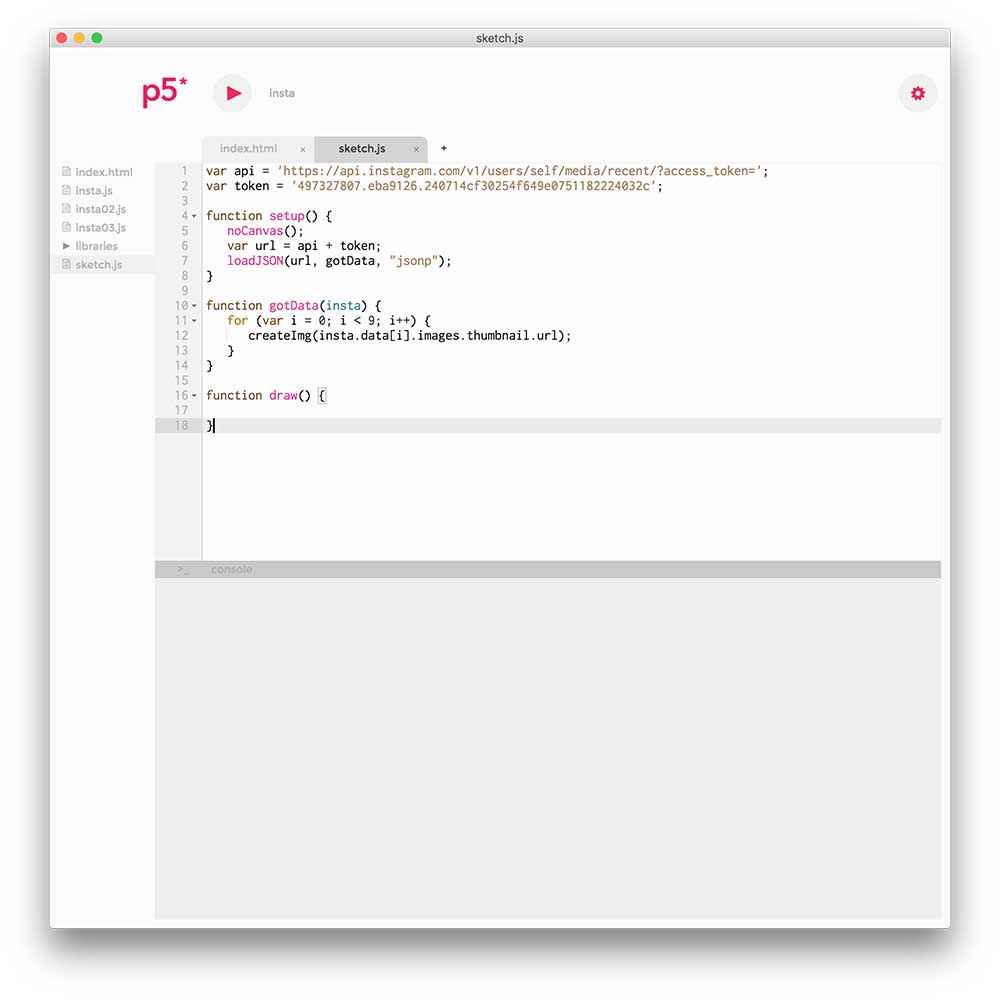 sketch.js
p5*
insta
index.html × sketch.js × +
index.html
insta.js
insta02.js
insta03.js
libraries
sketch.js
1 var api = 'https://api.instagram.com/v1/users/self/media/recent/?access_token=';
2 var token = '497327807.eba9126.240714cf30254f649e0751182224032c';
3
4 function setup() {
5 noCanvas();
6 var url = api + token;
7 loadJSON(url, gotData, "jsonp");
8 }
9
10 function gotData(insta) {
11 for (var i = 0; i < 9; i++) {
12 createImg(insta.data[i].images.thumbnail.url);
13 }
14 }
15
16 function draw() {
17
18 }
>_ console